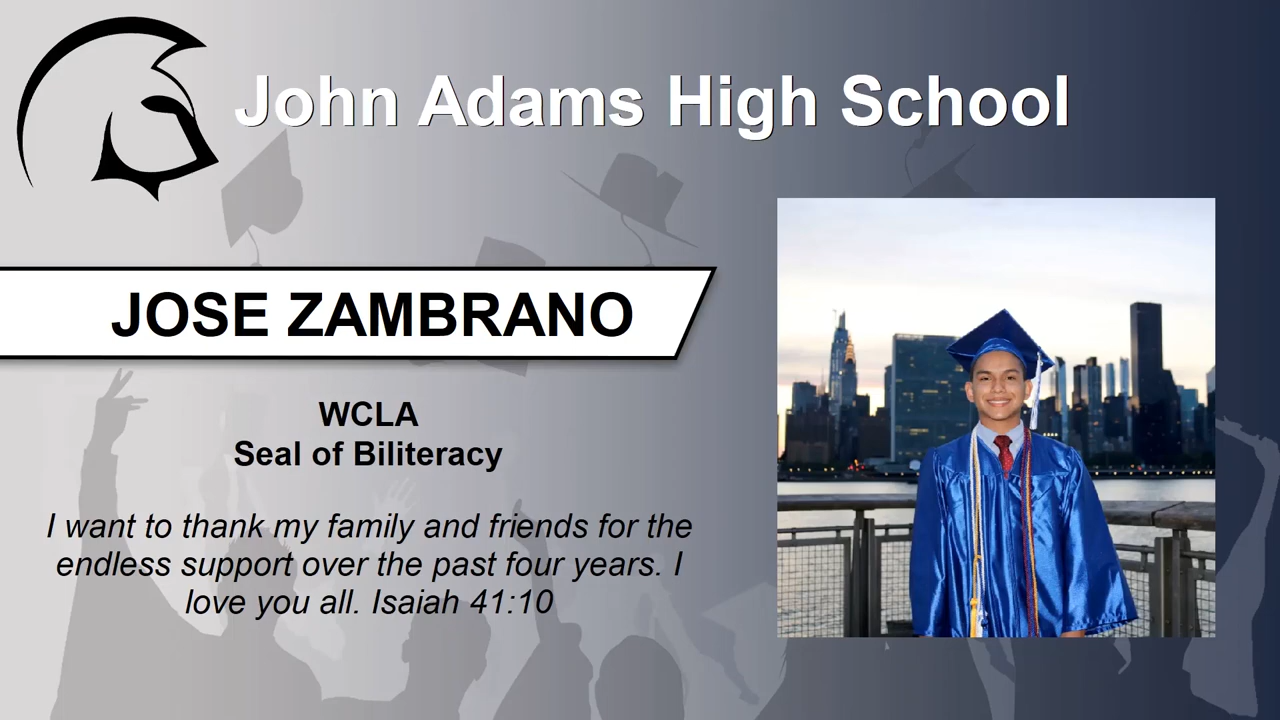 John Adams High School
JOSE ZAMBRANO
WCLA
Seal of Biliteracy
I want to thank my family and friends for the
endless support over the past four years. I
love you all. Isaiah 41:10